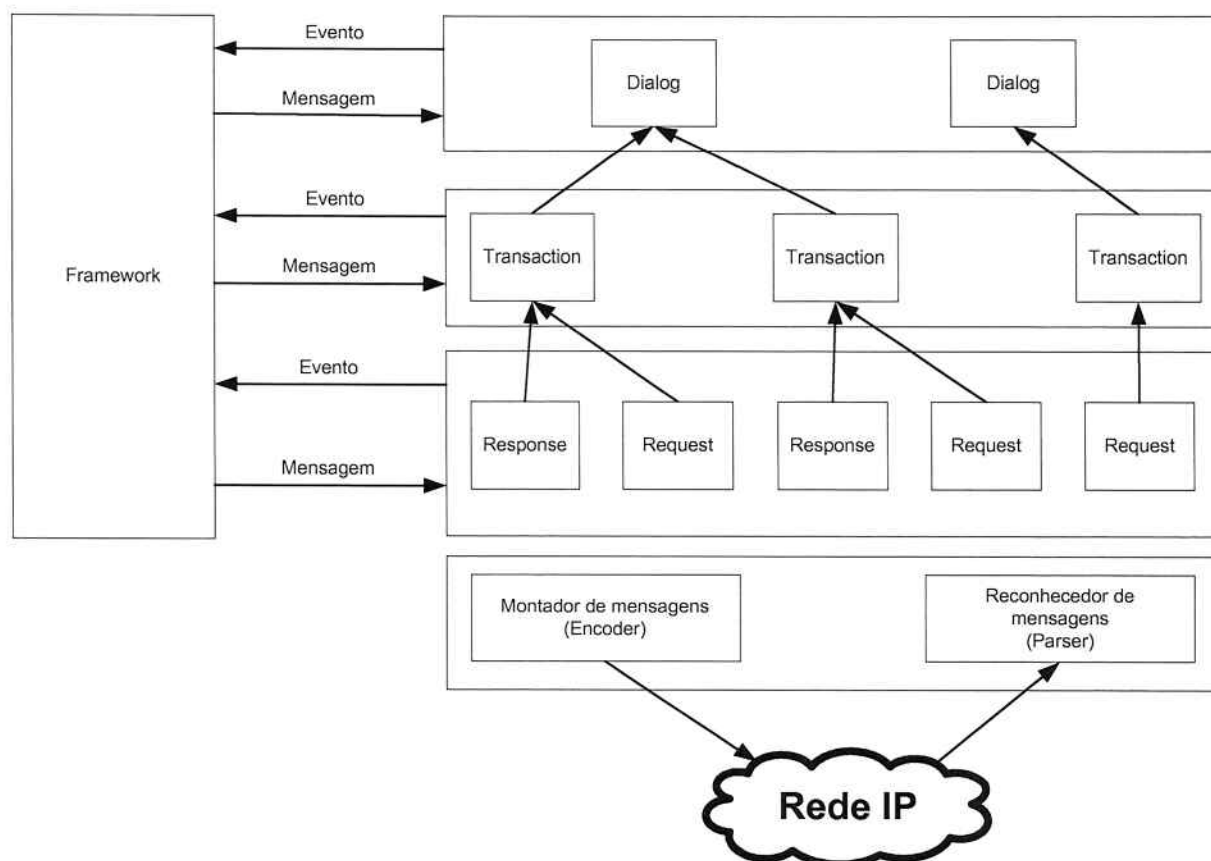 Evento
Dialog
Dialog
Mensagem
Evento
Framework
Mensagem
Transaction
Transaction
Transaction
Evento
Mensagem
Response
Request
Response
Request
Request
Montador de mensagens
(Encoder)
Reconhecedor de
mensagens
(Parser)
Rede IP